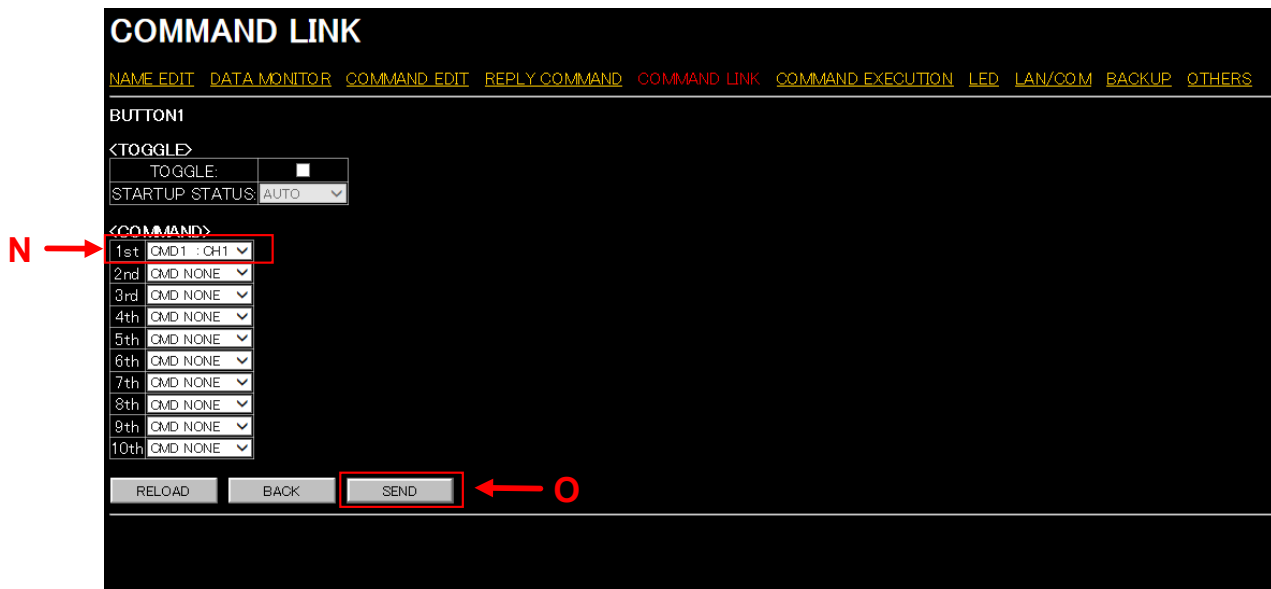 COMMAND LINK
NAME EDIT DATA MONITOR COMMAND EDIT REPLY COMMAND COMMAND LINK COMMAND EXECUTION LED LAN/COM BACKUP OTHERS
BUTTON1
<TOGGLE>
TOGGLE:
STARTUP STATUS: AUTO
<COMMAND>
N 1st CMD1 : CH1
2nd CMD NONE
3rd CMD NONE
4th CMD NONE
5th CMD NONE
6th CMD NONE
7th CMD NONE
8th CMD NONE
9th CMD NONE
10th CMD NONE
RELOAD BACK SEND O